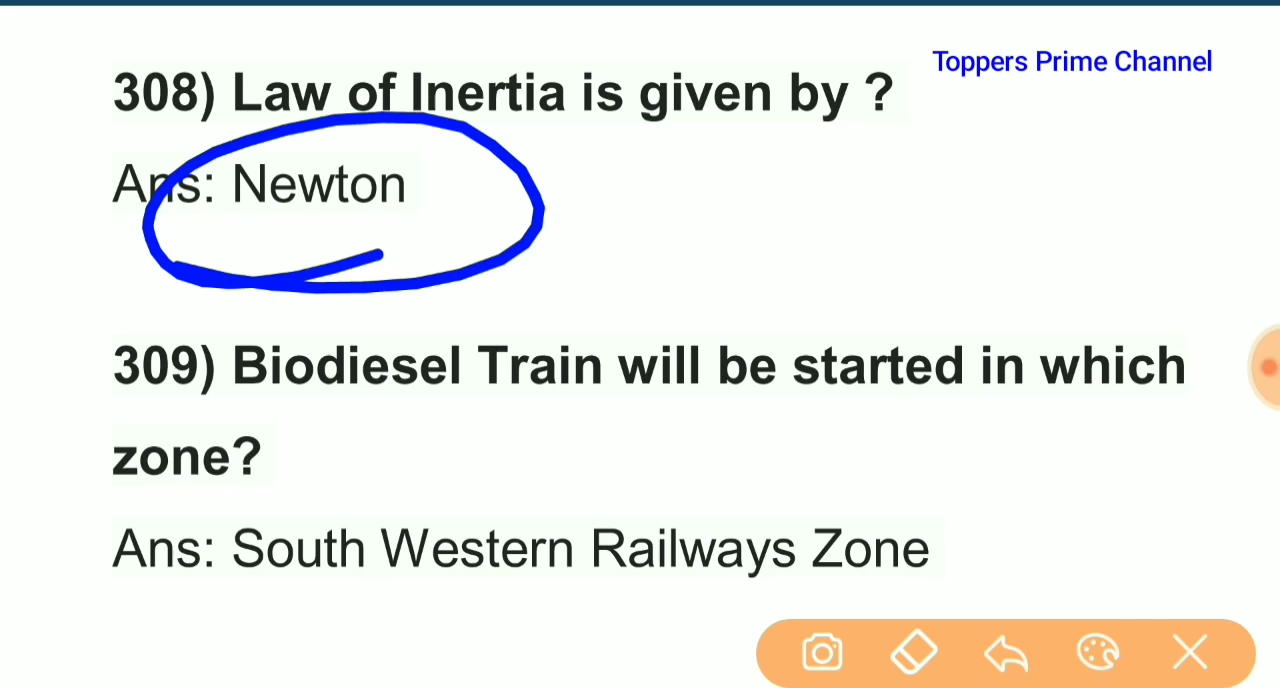 Toppers Prime Channel
308) Law of Inertia is given by ?
Ans: Newton
309) Biodiesel Train will be started in which
zone?
Ans: South Western Railways Zone